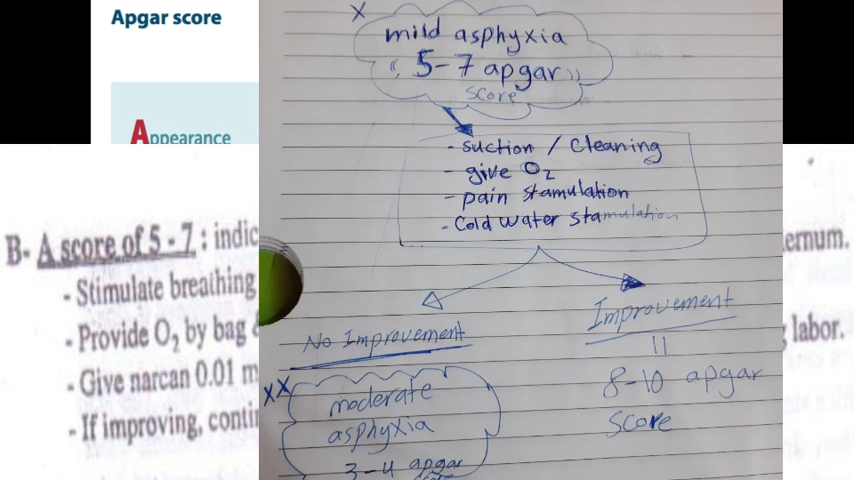 Apgar score
Appearance
B- A score of 5 - 7 : indic
- Stimulate breathing
- Provide O₂ by bag
- Give narcan 0.01 m
- If improving, contin
ernum.
labor.
X
mild asphyxia
(( 5-7 apgar ))
score
- suction / Cleaning
- give O₂
- pain stamulation
- Cold water stamulation
No Improvement
Improvement
=
8-10 apgar
score
XX
moderate
asphyxia
3-4 apgar